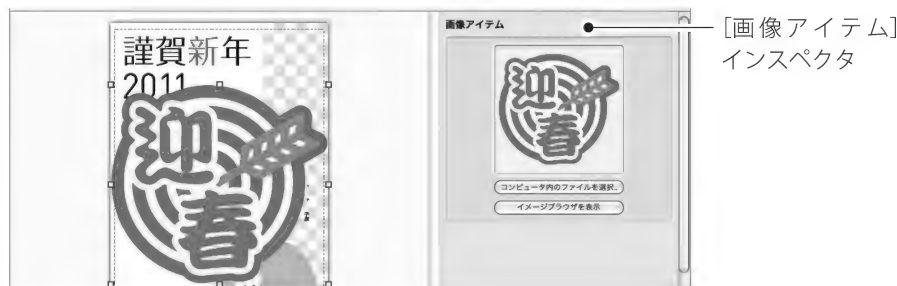 謹賀新年
2011
迎
春
画像アイテム
迎
春
コンピュータ内のファイルを選択..
イメージブラウザを表示
[画像アイテム]
インスペクタ